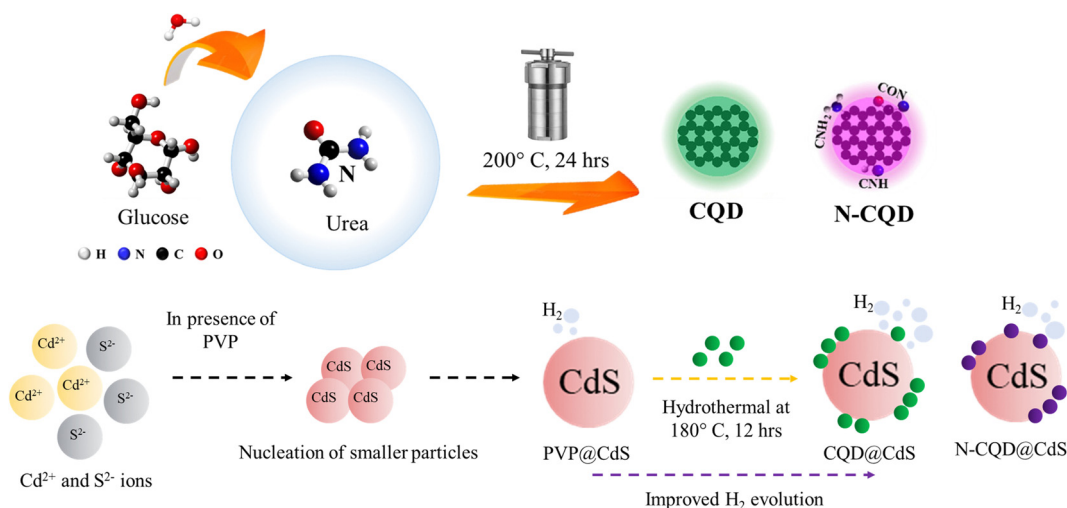 N
Glucose
Urea
H N C O
200° C, 24 hrs
CQD
CON
CNH₂
CNH
N-CQD
Cd²⁺
S²⁻
Cd²⁺
Cd²⁺
S²⁻
S²⁻
Cd²⁺ and S²⁻ ions
In presence of
PVP
CdS
CdS
CdS
CdS
Nucleation of smaller particles
H₂
CdS
PVP@CdS
Hydrothermal at
180° C, 12 hrs
H₂
CdS
CQD@CdS
H₂
CdS
N-CQD@CdS
Improved H₂ evolution